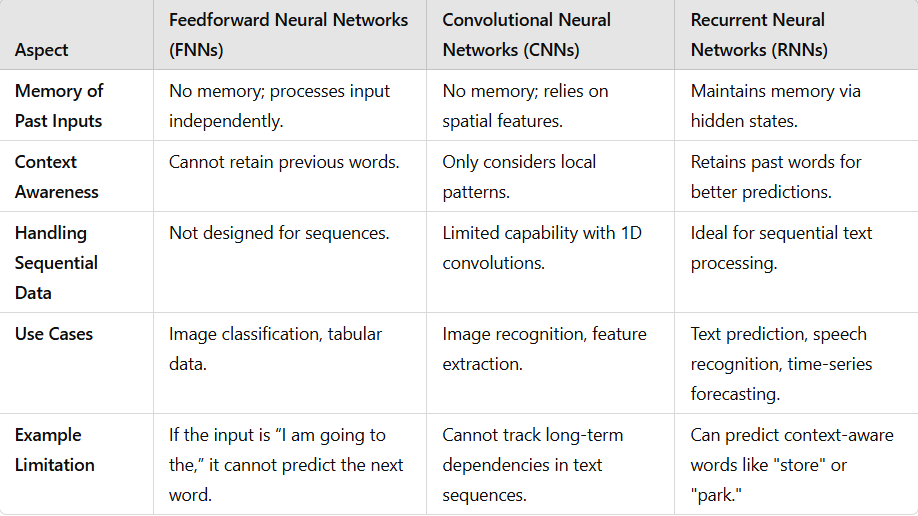 Aspect
Feedforward Neural Networks
(FNNs)
Convolutional Neural
Networks (CNNs)
Recurrent Neural
Networks (RNNs)
Memory of
Past Inputs
No memory; processes input
independently.
No memory; relies on
spatial features.
Maintains memory via
hidden states.
Context
Awareness
Cannot retain previous words.
Only considers local
patterns.
Retains past words for
better predictions.
Handling
Sequential
Data
Not designed for sequences.
Limited capability with 1D
convolutions.
Ideal for sequential text
processing.
Use Cases
Image classification, tabular
data.
Image recognition, feature
extraction.
Text prediction, speech
recognition, time-series
forecasting.
Example
Limitation
If the input is “I am going to
the,” it cannot predict the next
word.
Cannot track long-term
dependencies in text
sequences.
Can predict context-aware
words like "store" or
"park."